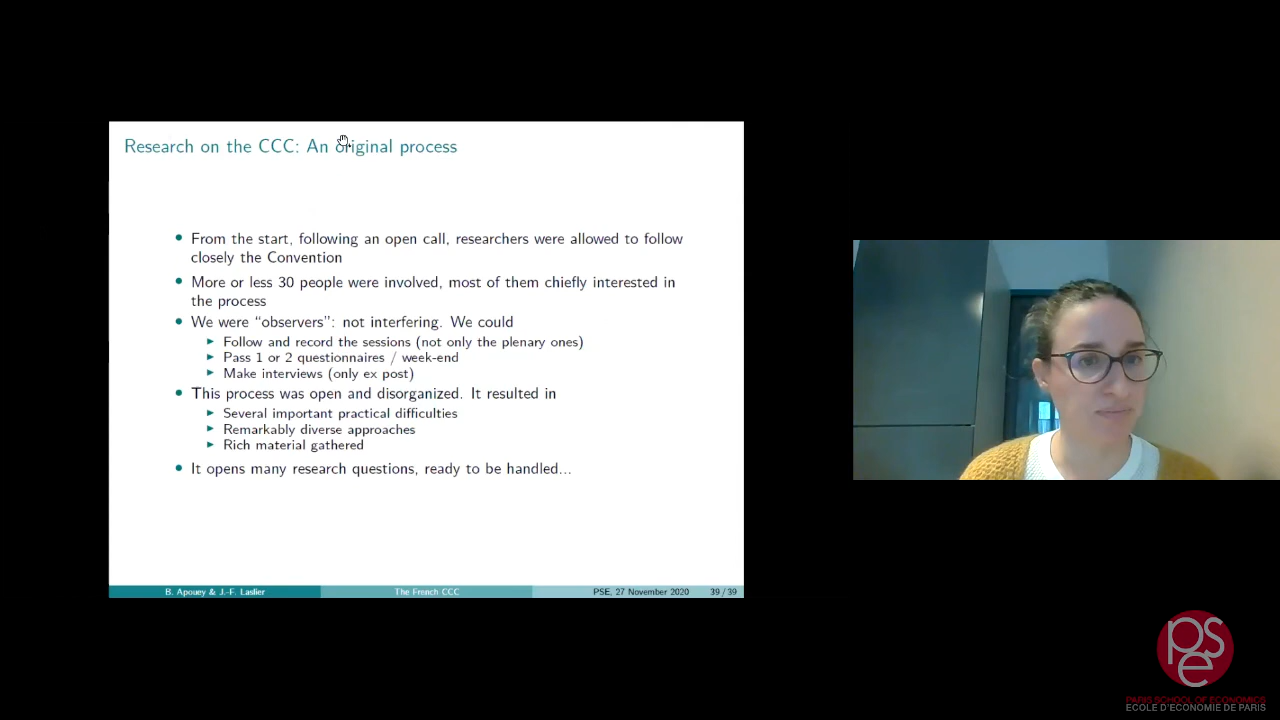 Research on the CCC: An original process
• From the start, following an open call, researchers were allowed to follow
closely the Convention
• More or less 30 people were involved, most of them chiefly interested in
the process
• We were “observers”: not interfering. We could
▶ Follow and record the sessions (not only the plenary ones)
▶ Pass 1 or 2 questionnaires / week-end
▶ Make interviews (only ex post)
• This process was open and disorganized. It resulted in
▶ Several important practical difficulties
▶ Remarkably diverse approaches
▶ Rich material gathered
• It opens many research questions, ready to be handled...
B. Apouey & J.-F. Laslier The French CCC PSE, 27 November 2020 39 / 39
pse
PARIS SCHOOL OF ECONOMICS
ECOLE D'ECONOMIE DE PARIS